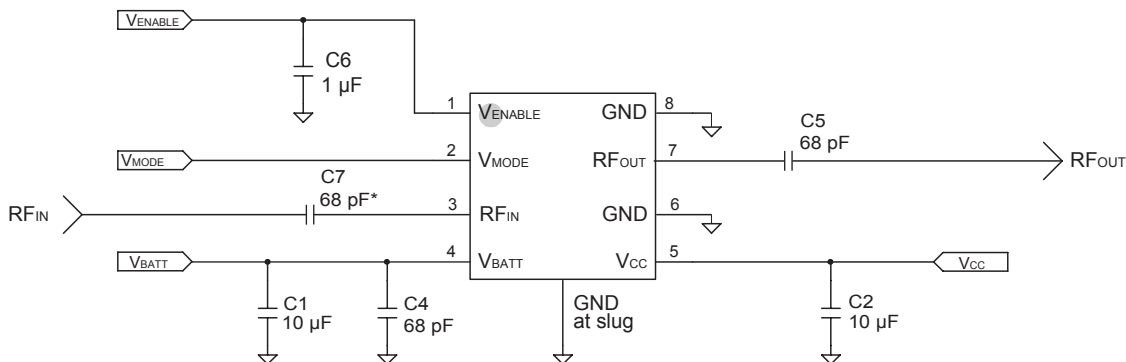 VENABLE
C6
1 µF
1
VENABLE
GND
8
C5
68 pF
VMODE
2
VMODE
RFOUT
7
RFOUT
C7
68 pF*
RFIN
3
RFIN
GND
6
VBATT
4
VBATT
VCC
5
VCC
C1
10 µF
C4
68 pF
GND
at slug
C2
10 µF